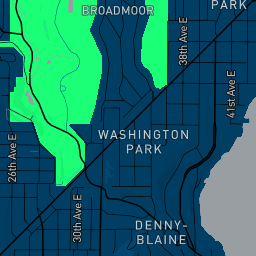 BROADMOOR
PARK
38th Ave E
41st Ave E
WASHINGTON
PARK
26th Ave E
30th Ave E
DENNY-
BLAINE